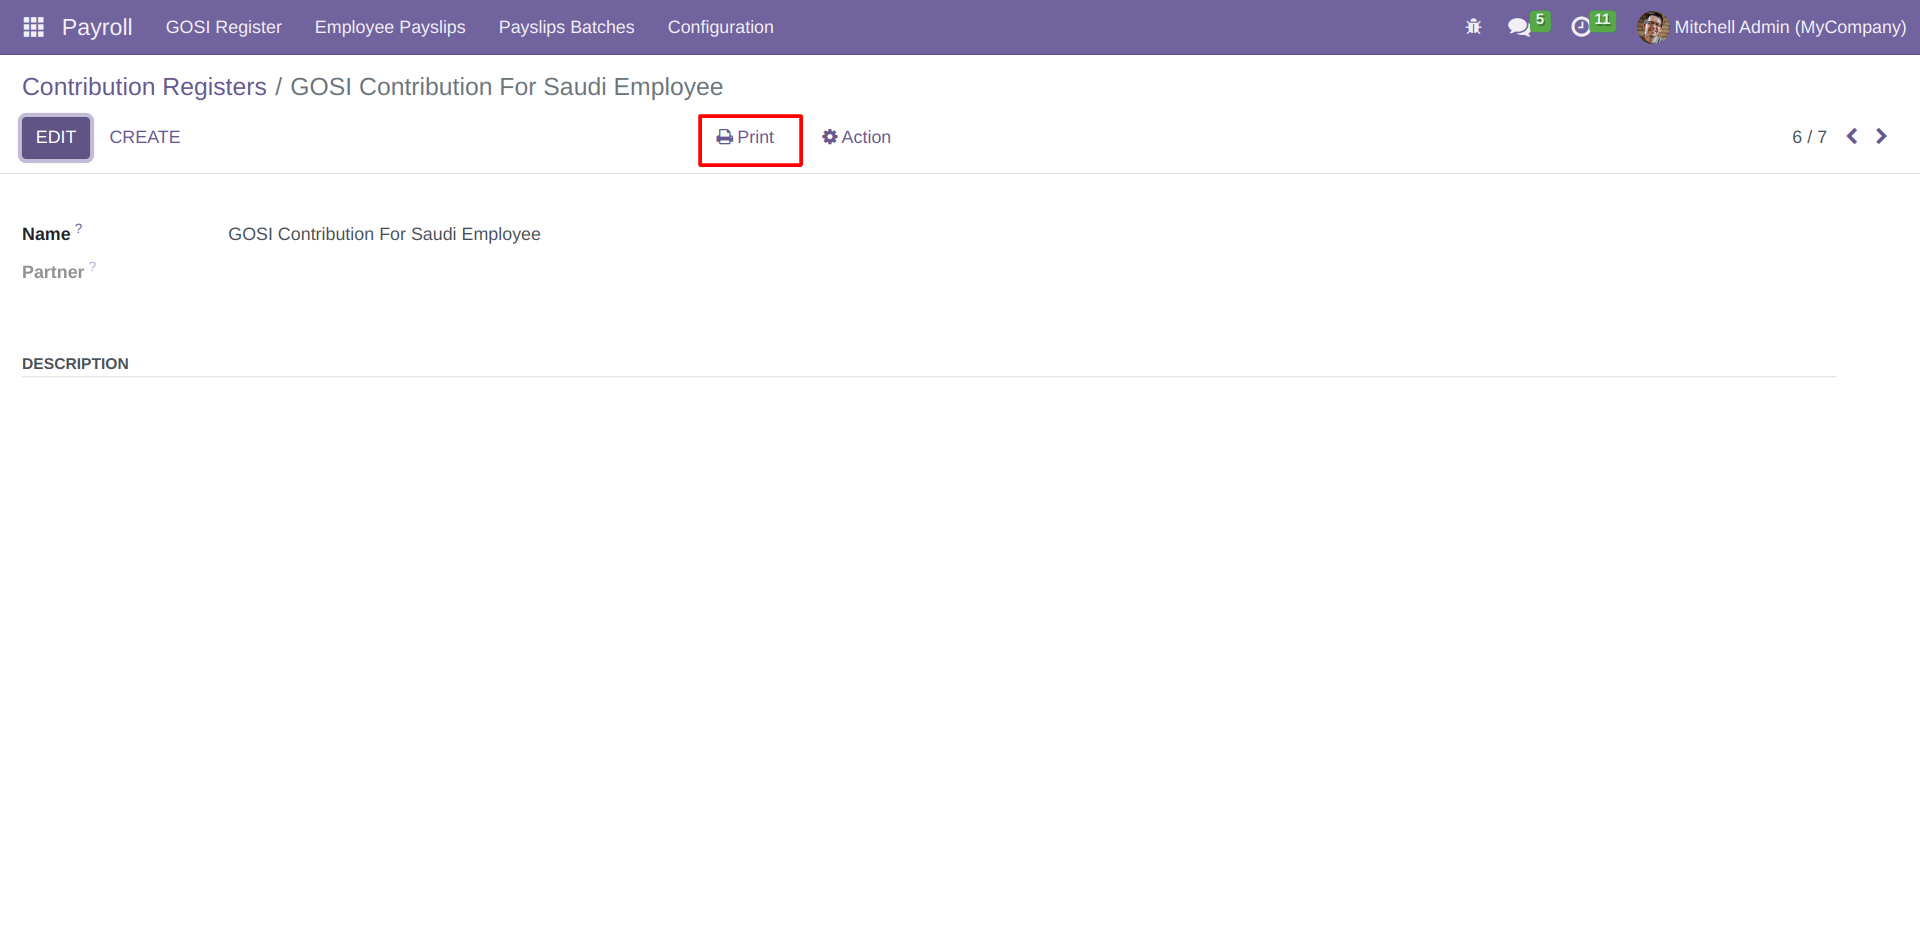 Payroll GOSI Register Employee Payslips Payslips Batches Configuration 5 11 Mitchell Admin (MyCompany)
Contribution Registers / GOSI Contribution For Saudi Employee
EDIT CREATE Print Action 6 / 7
Name ? GOSI Contribution For Saudi Employee
Partner ?
DESCRIPTION